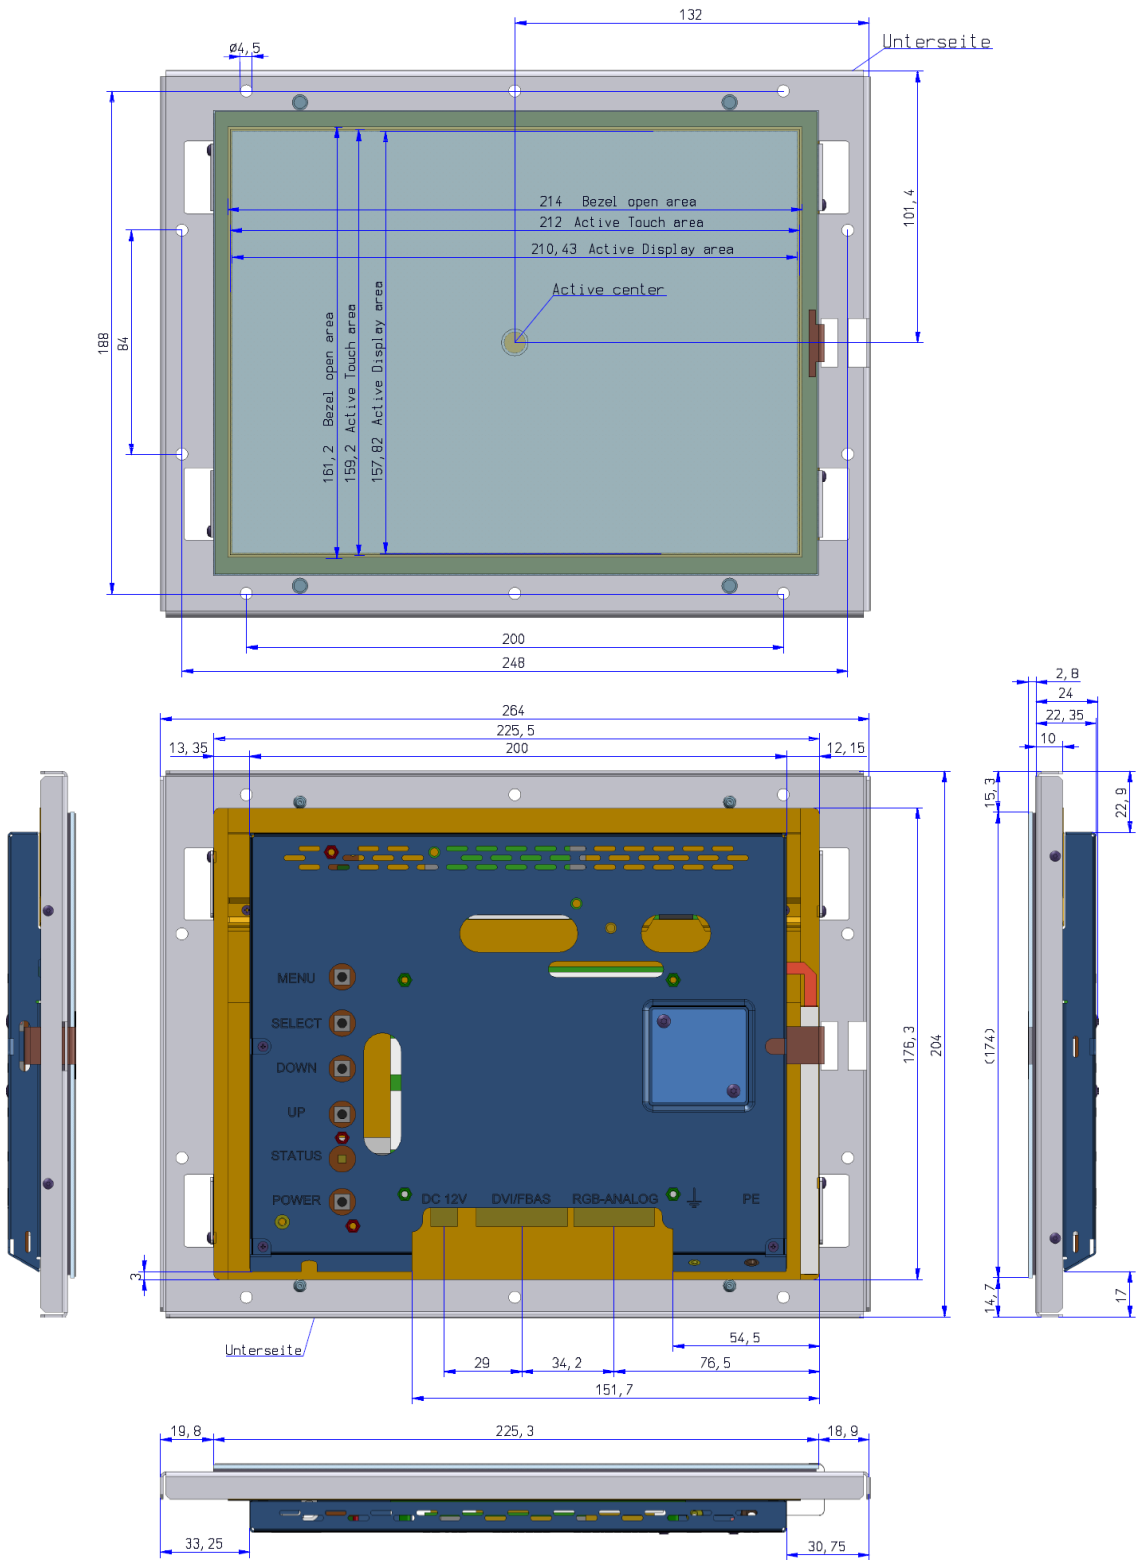 132
Unterseite
ø4,5
101,4
214 Bezel open area
212 Active Touch area
210,43 Active Display area
Active center
188
84
161,2 Bezel open area
159,2 Active Touch area
157,82 Active Display area
200
248
2,8
24
22,35
10
264
225,5
13,35
200
12,15
15,3
22,9
MENU
SELECT
DOWN
UP
STATUS
POWER
DC 12V
DVI/FBAS
RGB-ANALOG
PE
176,3
204
(174)
3
14,7
17
Unterseite
54,5
29
34,2
76,5
151,7
19,8
225,3
18,9
33,25
30,75